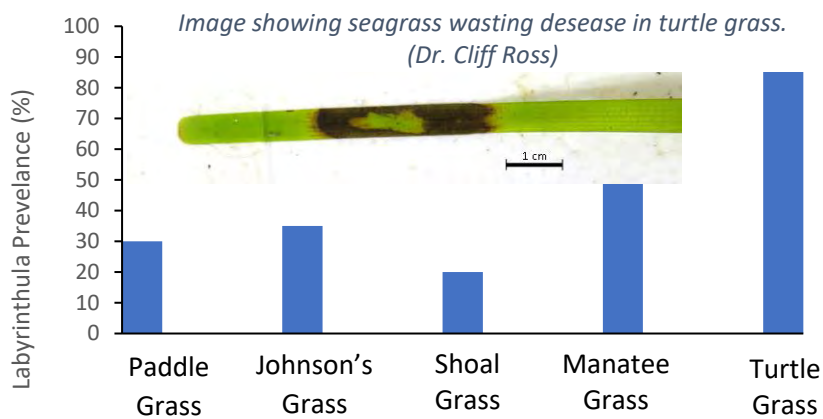 Image showing seagrass wasting desease in turtle grass.
(Dr. Cliff Ross)
Labyrinthula Prevelance (%)
100
90
80
70
60
50
40
30
20
10
0
1 cm
Paddle
Grass
Johnson’s
Grass
Shoal
Grass
Manatee
Grass
Turtle
Grass